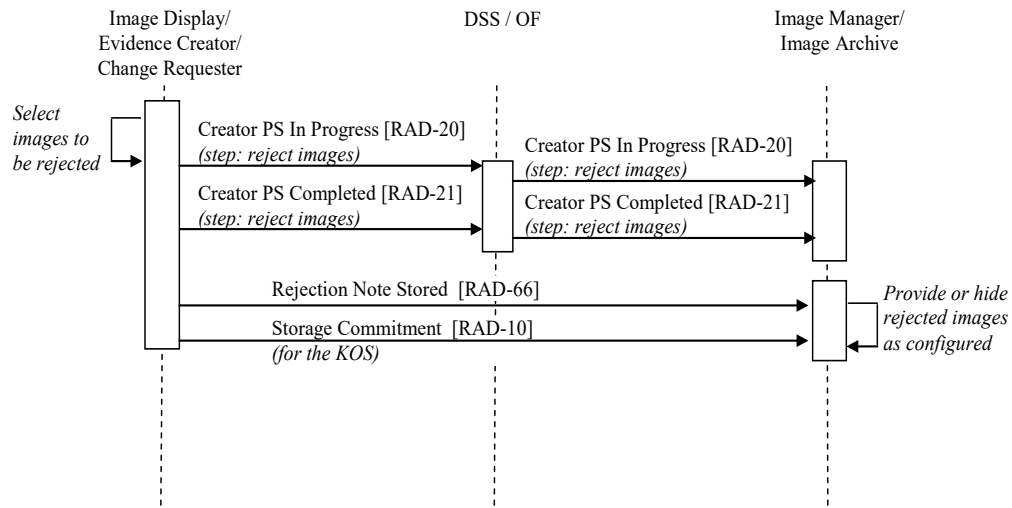 Image Display/
Evidence Creator/
Change Requester
DSS / OF
Image Manager/
Image Archive
Select
images to
be rejected
Creator PS In Progress [RAD-20]
(step: reject images)
Creator PS In Progress [RAD-20]
(step: reject images)
Creator PS Completed [RAD-21]
(step: reject images)
Creator PS Completed [RAD-21]
(step: reject images)
Rejection Note Stored [RAD-66]
Storage Commitment [RAD-10]
(for the KOS)
Provide or hide
rejected images
as configured